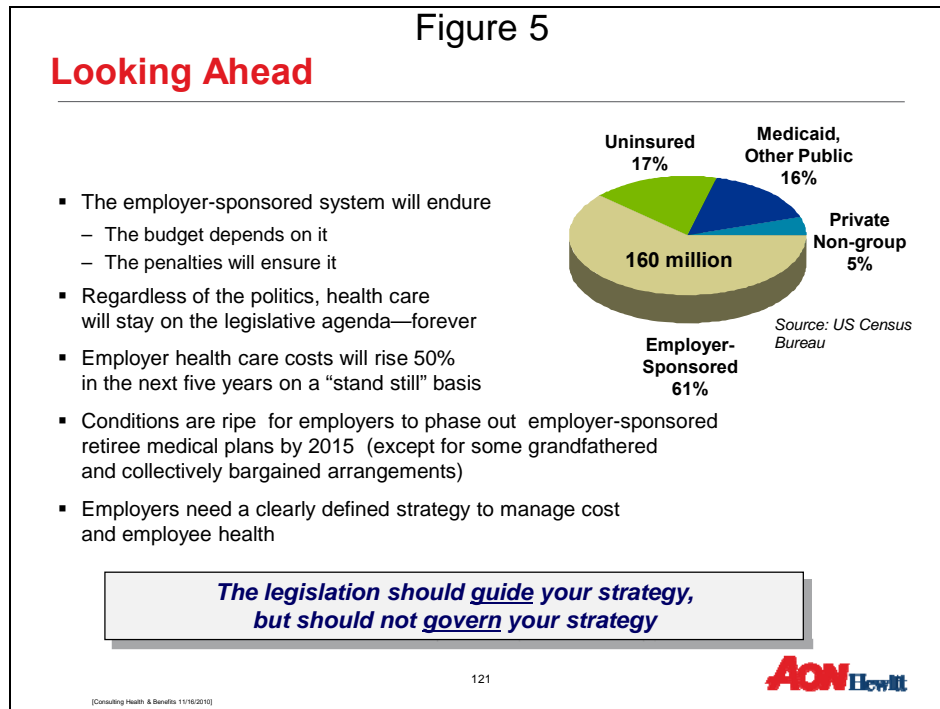 Figure 5
Looking Ahead
Uninsured
17%
Medicaid,
Other Public
16%
Private
Non-group
5%
160 million
Employer-
Sponsored
61%
Source: US Census
Bureau
▪ The employer-sponsored system will endure
– The budget depends on it
– The penalties will ensure it
▪ Regardless of the politics, health care
will stay on the legislative agenda—forever
▪ Employer health care costs will rise 50%
in the next five years on a “stand still” basis
▪ Conditions are ripe for employers to phase out employer-sponsored
retiree medical plans by 2015 (except for some grandfathered
and collectively bargained arrangements)
▪ Employers need a clearly defined strategy to manage cost
and employee health
The legislation should guide your strategy,
but should not govern your strategy
121
AON Hewitt
[Consulting Health & Benefits 11/16/2010]